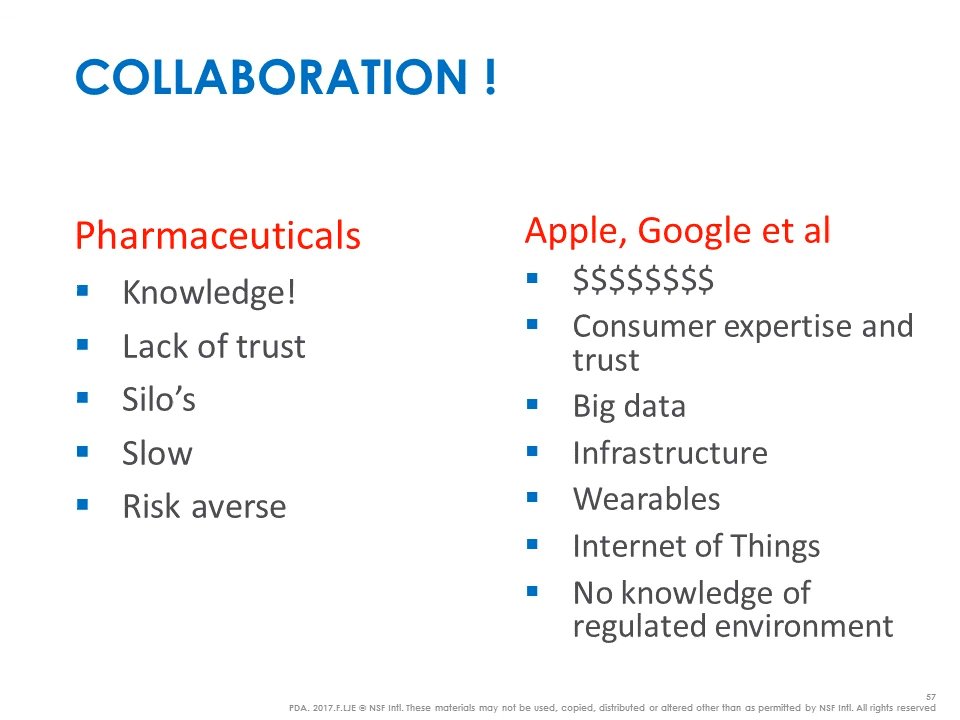 COLLABORATION !
Pharmaceuticals
▪ Knowledge!
▪ Lack of trust
▪ Silo’s
▪ Slow
▪ Risk averse
Apple, Google et al
▪ $$$$$$$$
▪ Consumer expertise and
trust
▪ Big data
▪ Infrastructure
▪ Wearables
▪ Internet of Things
▪ No knowledge of
regulated environment
57
PDA. 2017.F.LJE ® NSF Intl. These materials may not be used, copied, distributed or altered other than as permitted by NSF Intl. All rights reserved